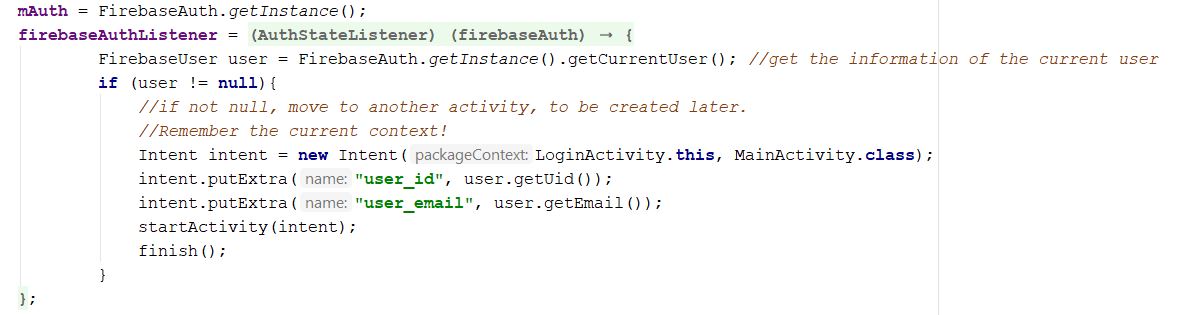 mAuth = FirebaseAuth.getInstance();
firebaseAuthListener = (AuthStateListener) (firebaseAuth) → {
FirebaseUser user = FirebaseAuth.getInstance().getCurrentUser(); //get the information of the current user
if (user != null){
//if not null, move to another activity, to be created later.
//Remember the current context!
Intent intent = new Intent( packageContext: LoginActivity.this, MainActivity.class);
intent.putExtra( name: "user_id", user.getUid());
intent.putExtra( name: "user_email", user.getEmail());
startActivity(intent);
finish();
}
};